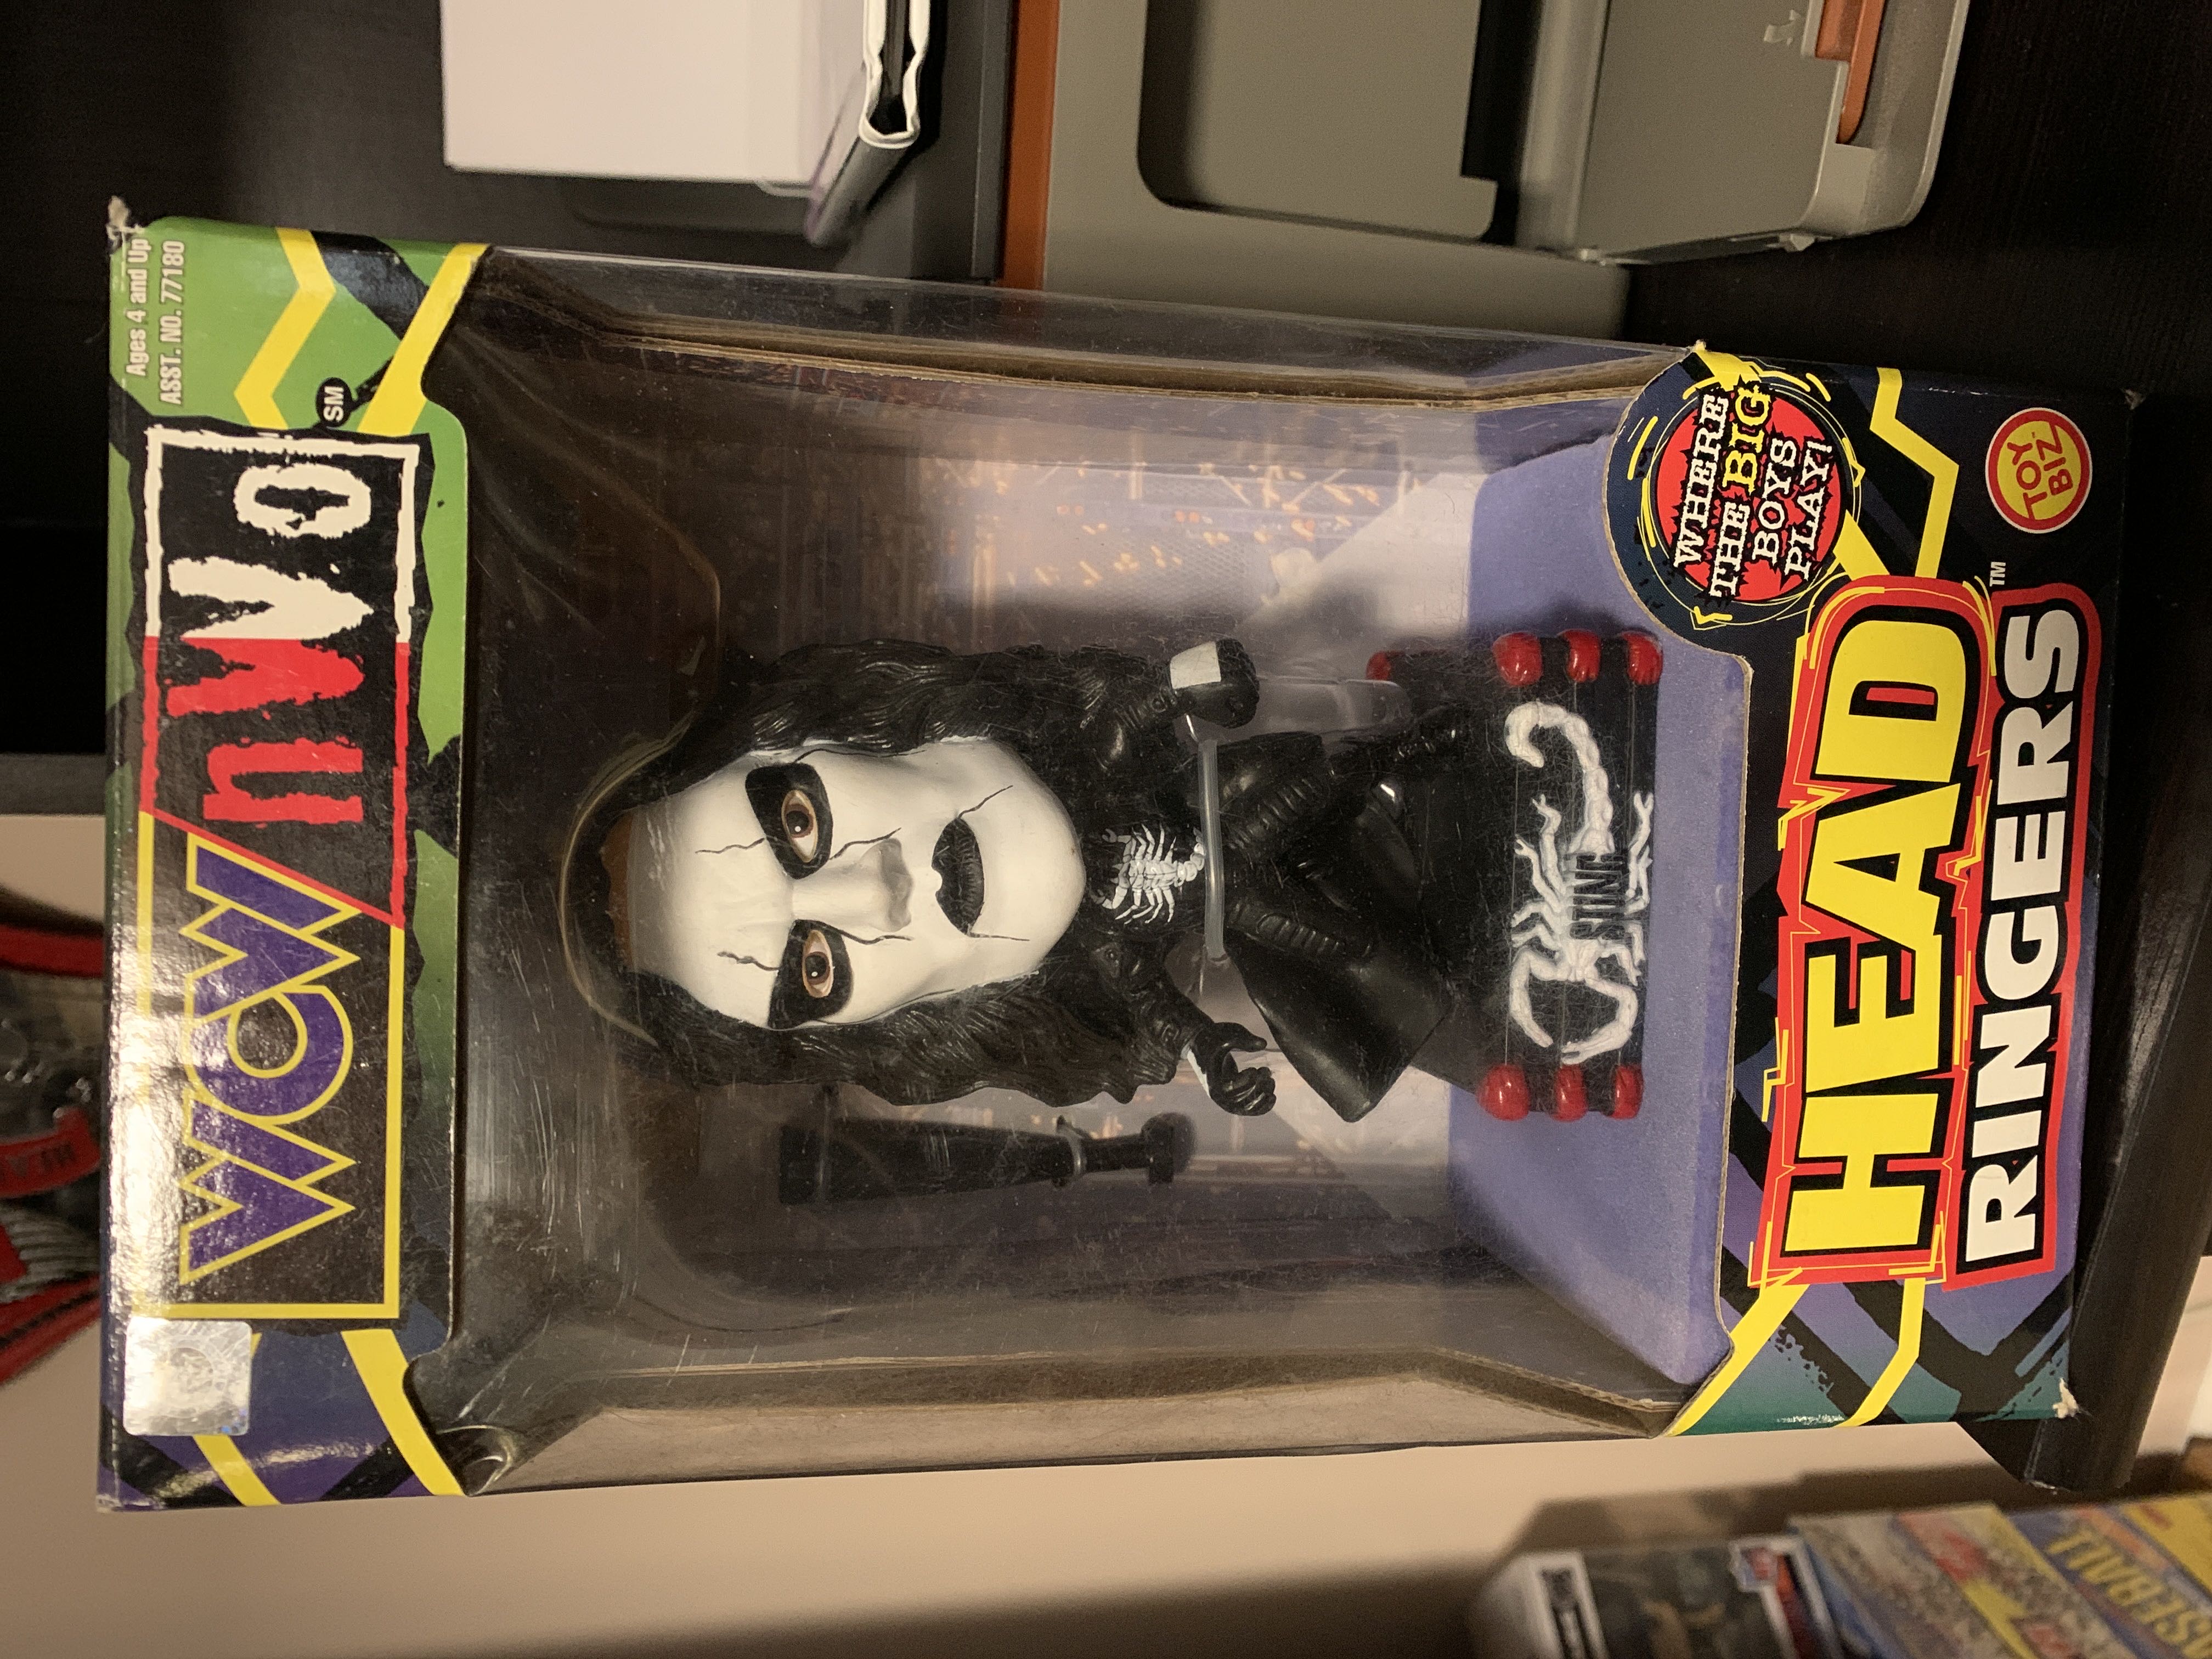 Ages 4 and Up
ASST. NO. 77180
WCW/nWo
SM
STING
WHERE
THE BIG
BOYS
PLAY!
HEAD
RINGERS
TM
TOY
BIZ